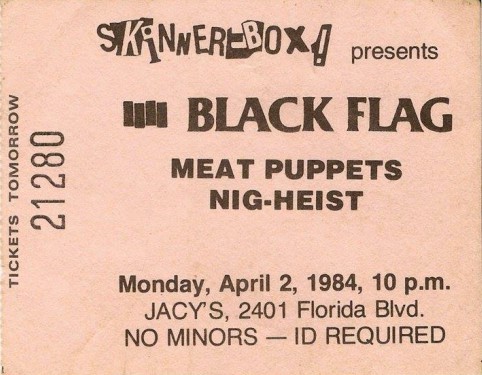 SKiNNER-BOX! presents
BLACK FLAG
MEAT PUPPETS
NIG-HEIST
Monday, April 2, 1984, 10 p.m.
JACY'S, 2401 Florida Blvd.
NO MINORS — ID REQUIRED
TICKETS TOMORROW
21280